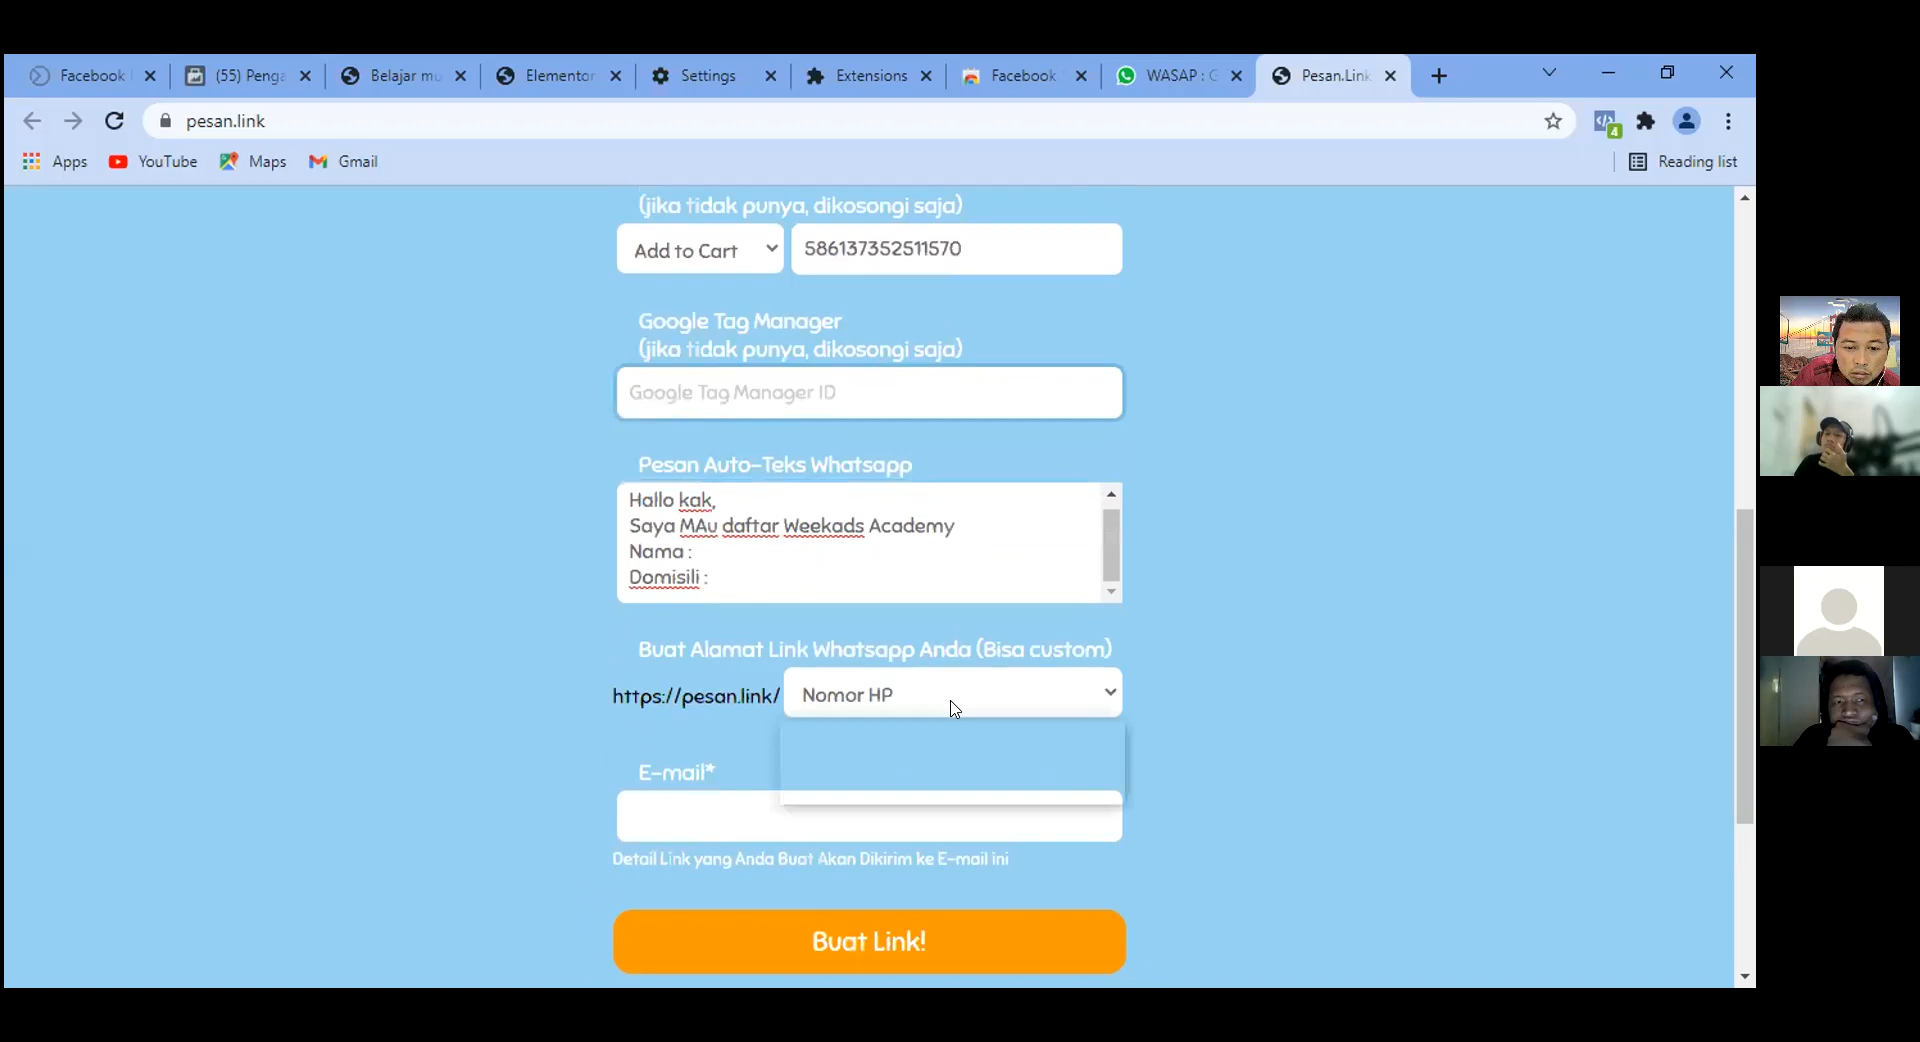 Facebook
(55) Penga
Belajar mu
Elementor
Settings
Extensions
Facebook
WASAP : G
Pesan.Link
pesan.link
4
Apps
YouTube
Maps
Gmail
Reading list
(jika tidak punya, dikosongi saja)
Add to Cart
586137352511570
Google Tag Manager
(jika tidak punya, dikosongi saja)
Google Tag Manager ID
Pesan Auto-Teks Whatsapp
Hallo kak,
Saya MAu daftar Weekads Academy
Nama :
Domisili :
Buat Alamat Link Whatsapp Anda (Bisa custom)
https://pesan.link/
Nomor HP
E-mail*
Detail Link yang Anda Buat Akan Dikirim ke E-mail ini
Buat Link!